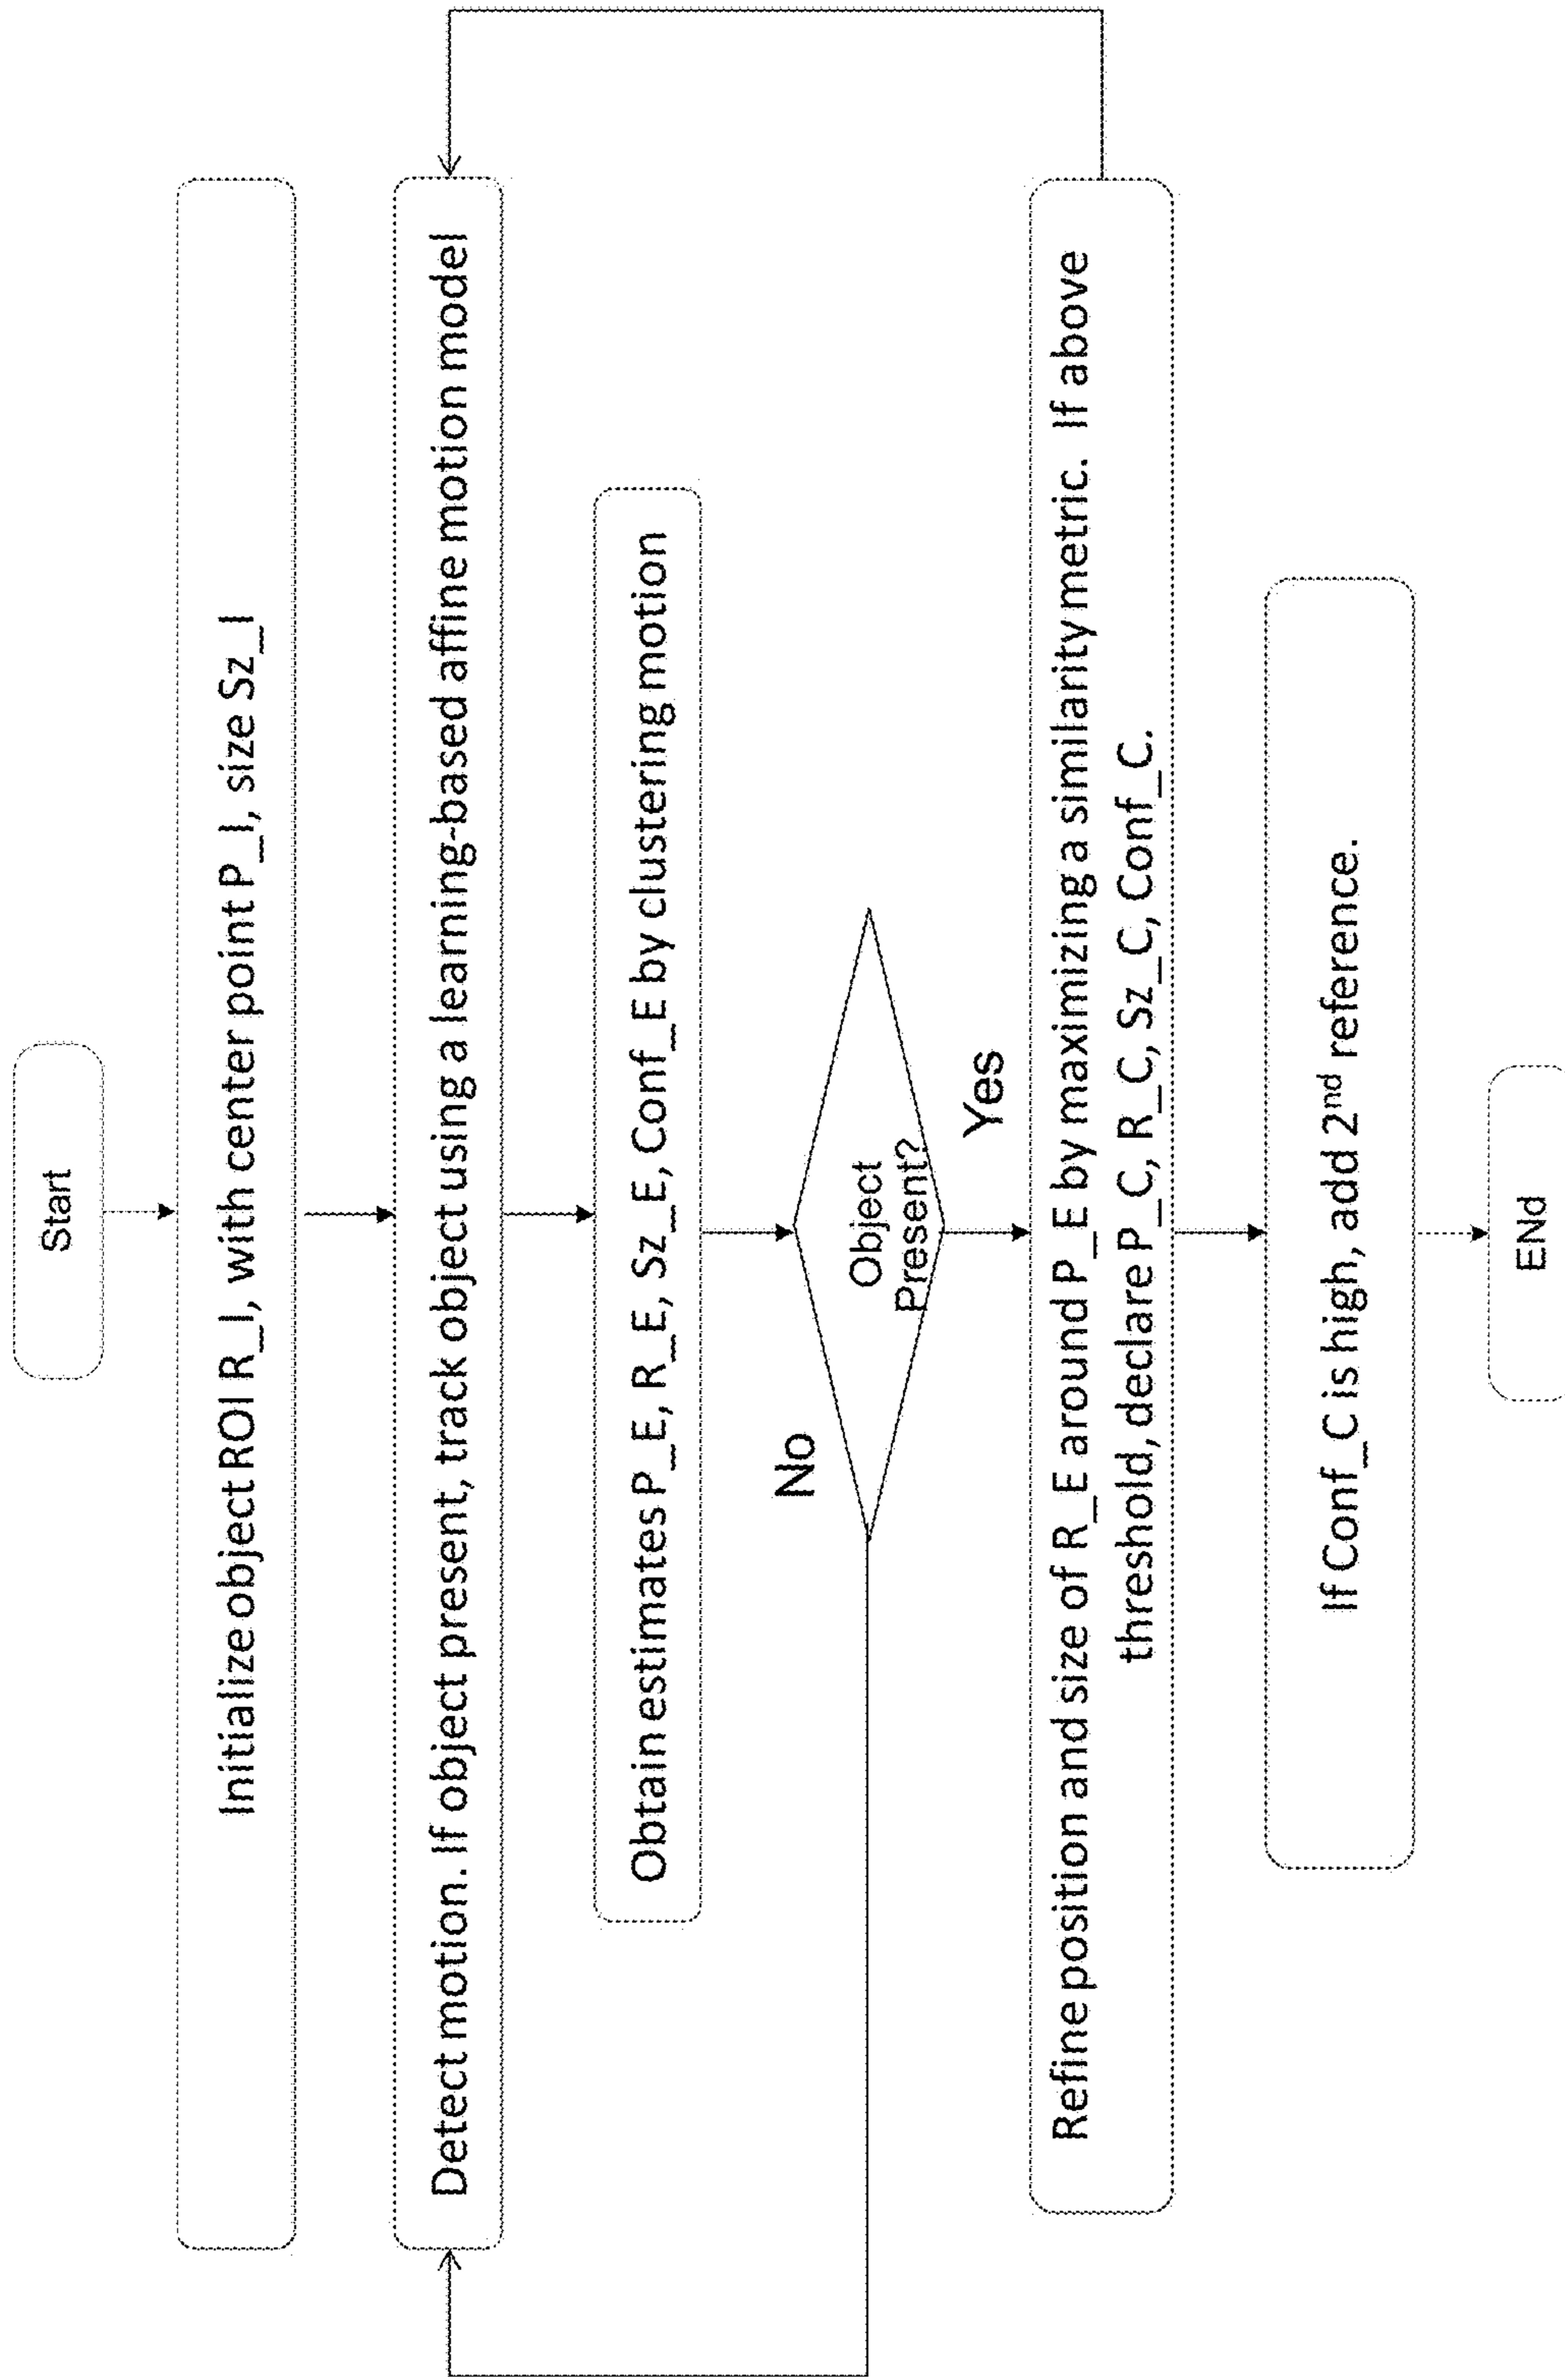 Start
Initialize object ROI R_I, with center point P_I, size Sz_I
Detect motion. If object present, track object using a learning-based affine motion model
Obtain estimates P_E, R_E, Sz_E, Conf_E by clustering motion
Object
Present?
No
Yes
Refine position and size of R_E around P_E by maximizing a similarity metric. If above
threshold, declare P_C, R_C, Sz_C, Conf_C.
If Conf_C is high, add 2nd reference.
ENd